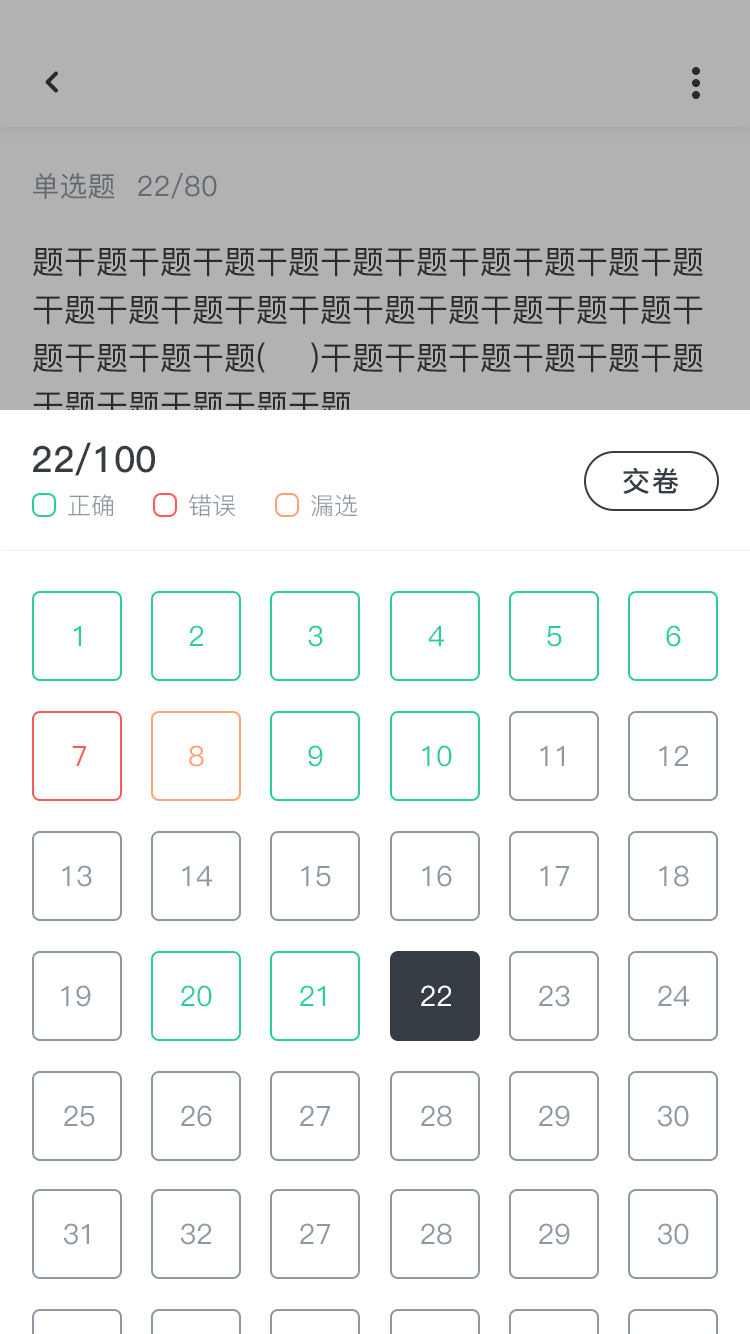 单选题 22/80
题干题干题干题干题干题干题干题干题干题干题
干题干题干题干题干题干题干题干题干题干题干
题干题干题干题( )干题干题干题干题干题干题
干题干题干题干题干题
22/100
交卷
正确 错误 漏选
1 2 3 4 5 6
7 8 9 10 11 12
13 14 15 16 17 18
19 20 21 22 23 24
25 26 27 28 29 30
31 32 27 28 29 30